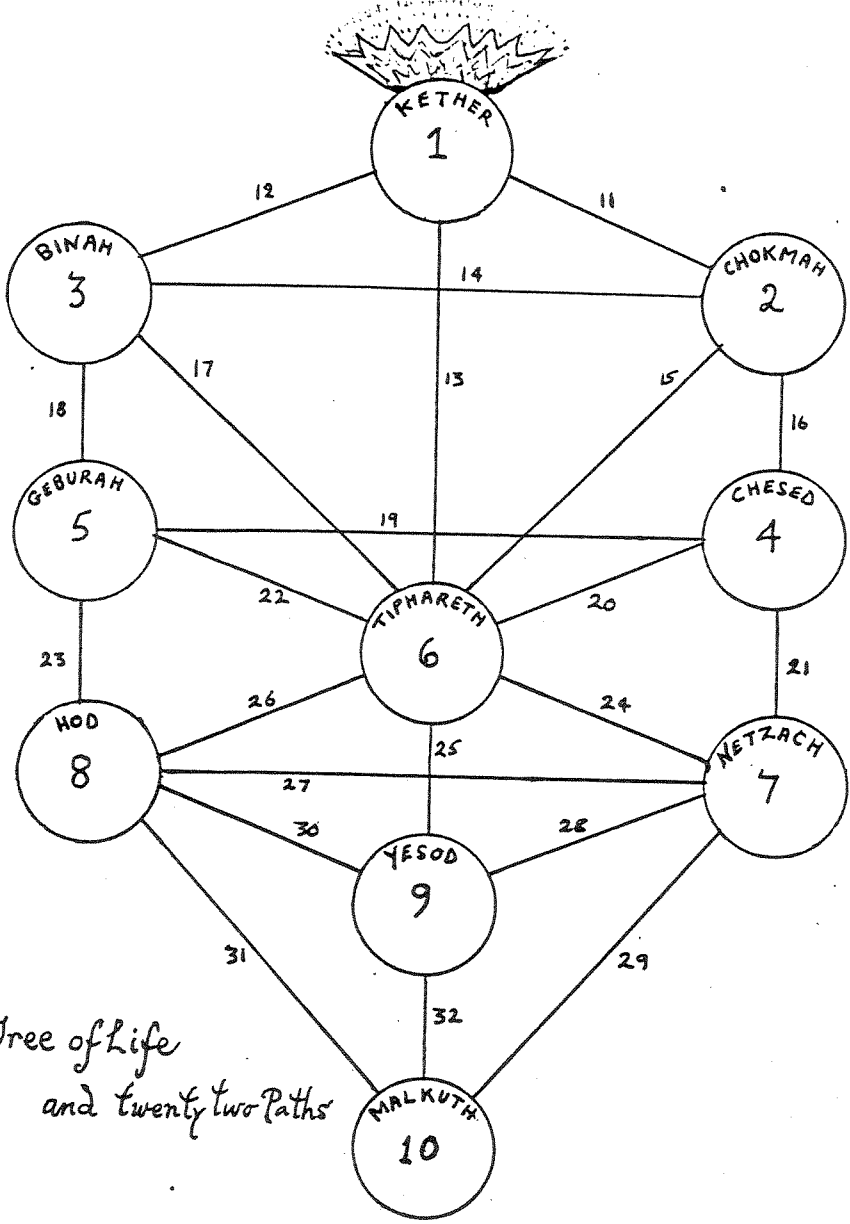 KETHER
1
12
11
BINAH
3
CHOKMAH
2
14
17
13
15
18
16
GEBURAH
5
CHESED
4
19
22
20
TIPHARETH
6
23
21
26
24
HOD
8
NETZACH
7
25
27
30
28
YESOD
9
31
29
32
Tree of Life
and twenty two Paths
MALKUTH
10